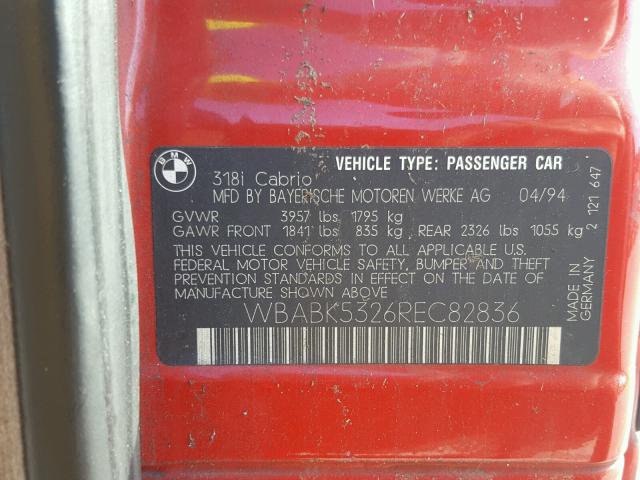 BMW
VEHICLE TYPE: PASSENGER CAR
318i Cabrio
MFD BY BAYERISCHE MOTOREN WERKE AG 04/94
GVWR 3957 lbs 1795 kg
GAWR FRONT 1841 lbs 835 kg REAR 2326 lbs 1055 kg
THIS VEHICLE CONFORMS TO ALL APPLICABLE U.S.
FEDERAL MOTOR VEHICLE SAFETY, BUMPER AND THEFT
PREVENTION STANDARDS IN EFFECT ON THE DATE OF
MANUFACTURE SHOWN ABOVE
WBABK5326REC82836
2 121 647
MADE IN
GERMANY